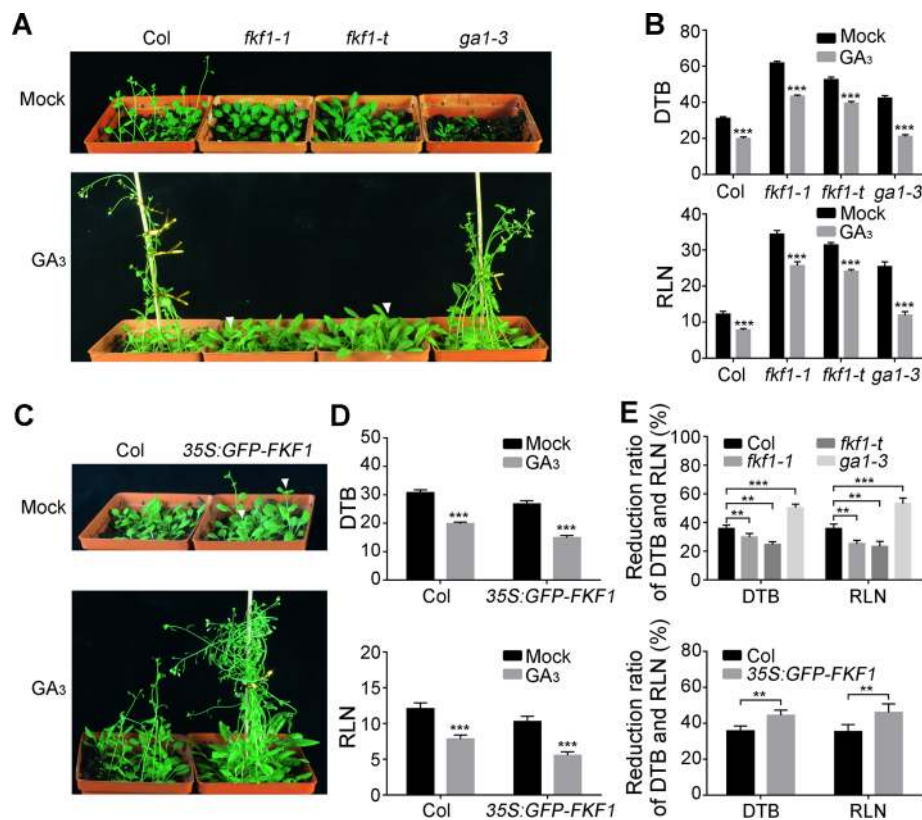 A
Col fkf1-1 fkf1-t ga1-3
Mock
GA₃
B
Mock
GA₃
DTB
80
60
40
20
0
*** *** *** ***
Col fkf1-1 fkf1-t ga1-3
Mock
GA₃
RLN
40
30
20
10
0
*** *** *** ***
Col fkf1-1 fkf1-t ga1-3
C
Col 35S:GFP-FKF1
Mock
GA₃
D
Mock
GA₃
DTB
50
40
30
20
10
0
*** ***
Col 35S:GFP-FKF1
Mock
GA₃
RLN
20
15
10
5
0
*** ***
Col 35S:GFP-FKF1
E
Col fkf1-t
fkf1-1 ga1-3
Reduction ratio
of DTB and RLN (%)
100
80
60
40
20
0
*** ***
** **
** **
DTB RLN
Col
35S:GFP-FKF1
Reduction ratio
of DTB and RLN (%)
80
60
40
20
0
** **
DTB RLN